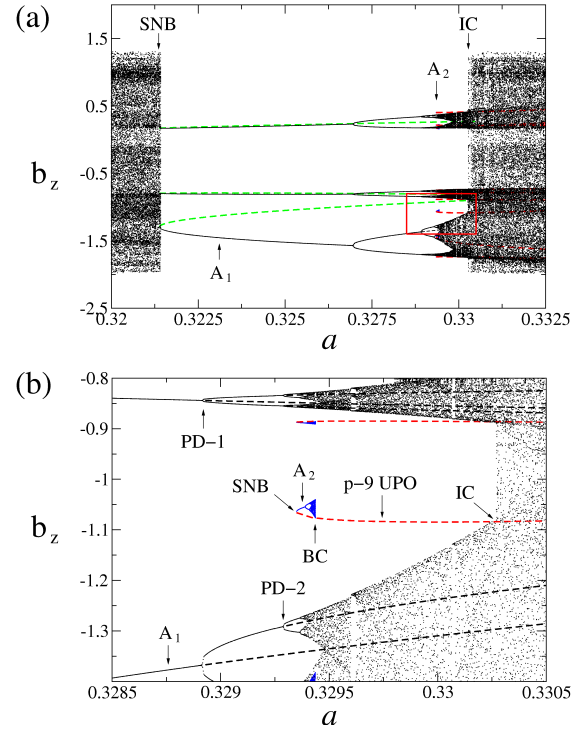 (a)
SNB
IC
1.5
A2
0.5
bz
-0.5
-1.5
A1
-2.5
0.32
0.3225
0.325
0.3275
0.33
0.3325
a
(b)
-0.8
PD-1
-0.9
A2
p-9 UPO
-1
SNB
IC
bz
-1.1
BC
PD-2
-1.2
A1
-1.3
0.3285
0.329
0.3295
0.33
0.3305
a